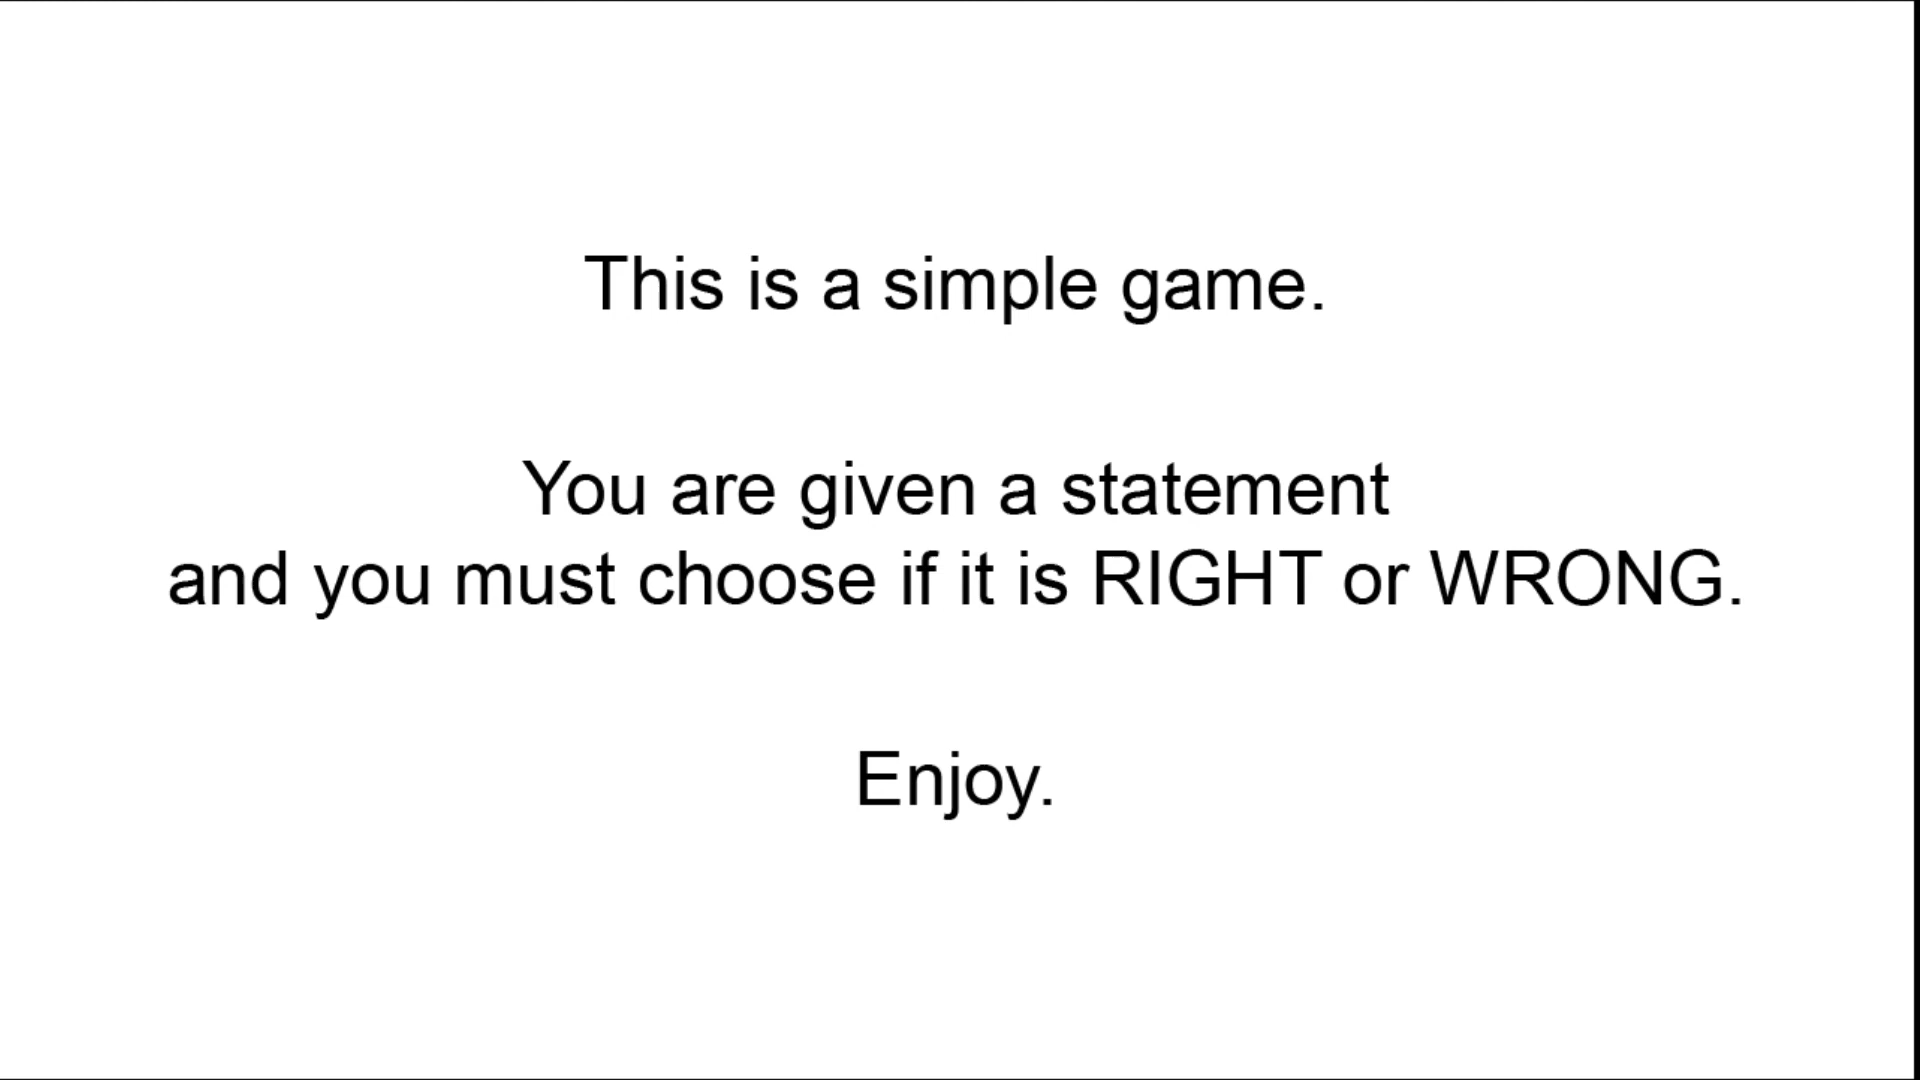 This is a simple game.
You are given a statement
and you must choose if it is RIGHT or WRONG.
Enjoy.